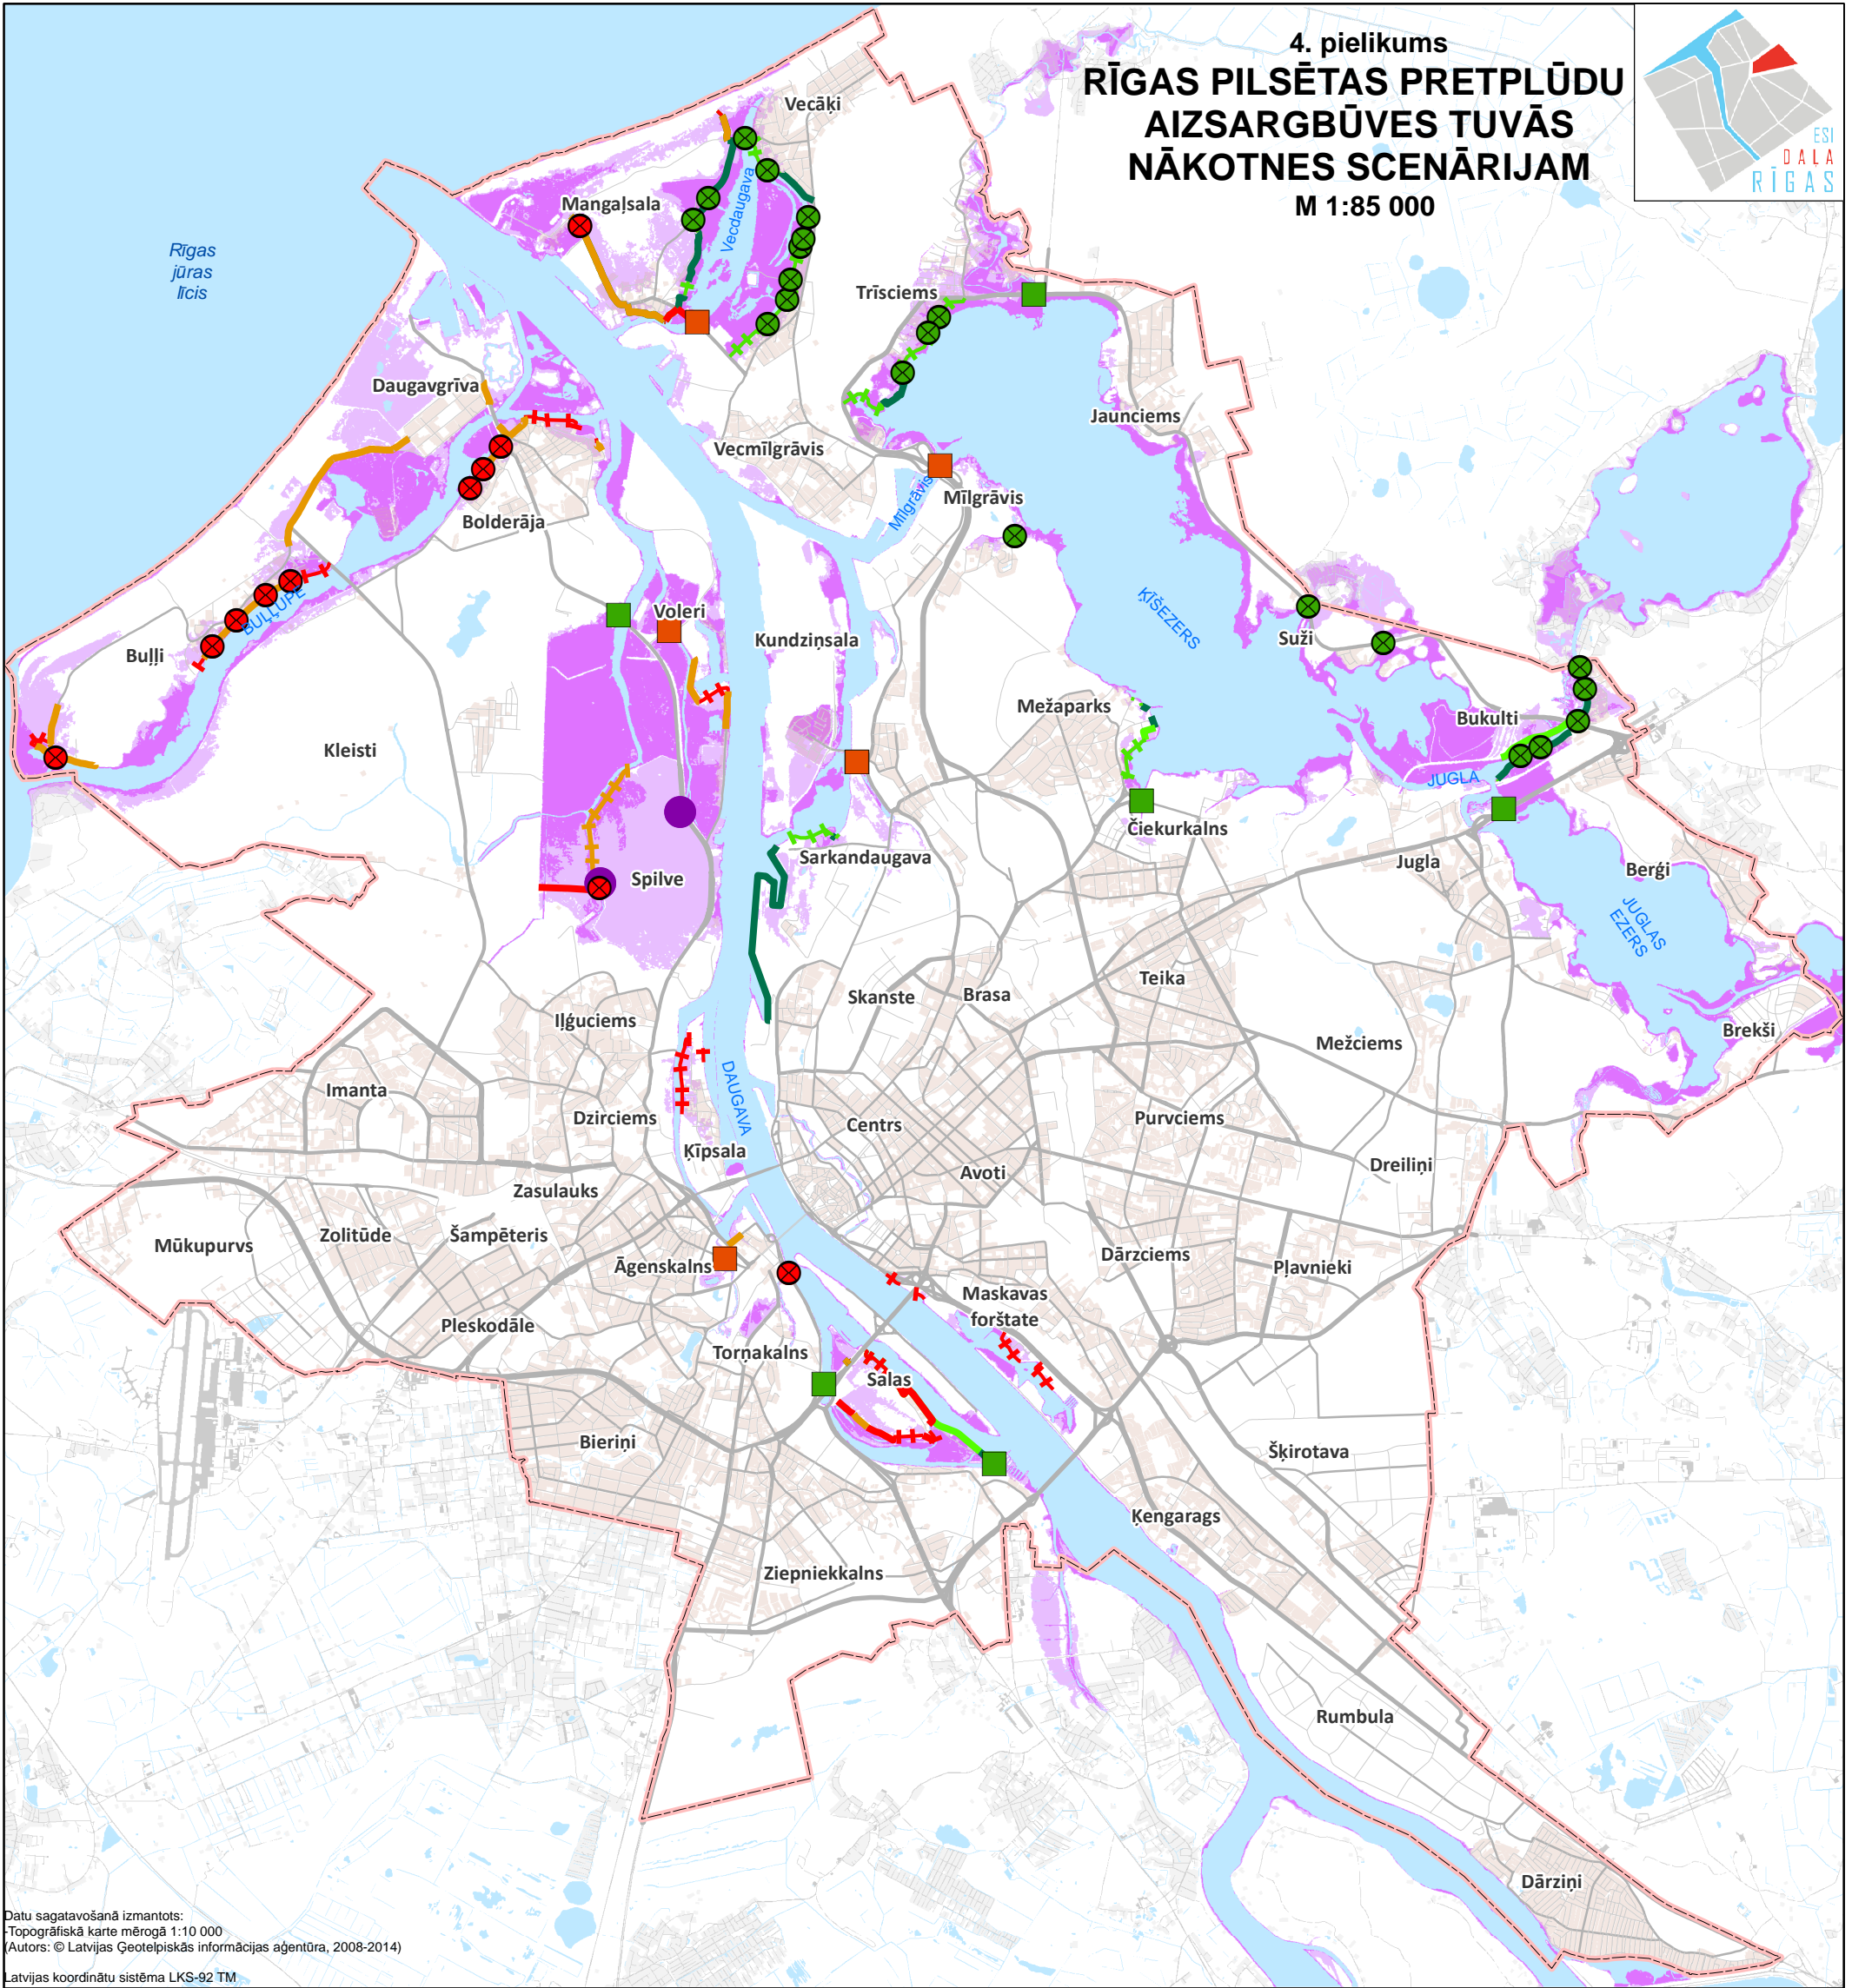 4. pielikums
RĪGAS PILSĒTAS PRETPLŪDU
AIZSARGBŪVES TUVĀS
NĀKOTNES SCENĀRIJAM
M 1:85 000
ESI
DAĻA
RĪGAS
Vecāķi
Mangaļsala
Vecdaugava
Rīgas
jūras
līcis
Trīsciems
Daugavgrīva
Jaunciems
Vecmīlgrāvis
Mīlgrāvis
Mīlgrāvis
Bolderāja
ĶĪŠEZERS
BUĻĻUPE
Voleri
Kundziņsala
Suži
Buļļi
Mežaparks
Bukulti
Kleisti
JUGLA
Čiekurkalns
Sarkandaugava
Jugla
Berģi
Spilve
JUGLAS
EZERS
Teika
Skanste
Brasa
Iļģuciems
Brekši
Mežciems
DAUGAVA
Imanta
Dzirciems
Centrs
Purvciems
Ķīpsala
Dreiliņi
Avoti
Zasulauks
Zolitūde
Šampēteris
Mūkupurvs
Dārzciems
Pļavnieki
Āgenskalns
Maskavas
forštate
Pleskodāle
Torņakalns
Salas
Bieriņi
Šķirotava
Ķengarags
Ziepniekkalns
Rumbula
Dārziņi
Datu sagatavošanā izmantots:
-Topogrāfiskā karte mērogā 1:10 000
(Autors: © Latvijas Ģeotelpiskās informācijas aģentūra, 2008-2014)
Latvijas koordinātu sistēma LKS-92 TM